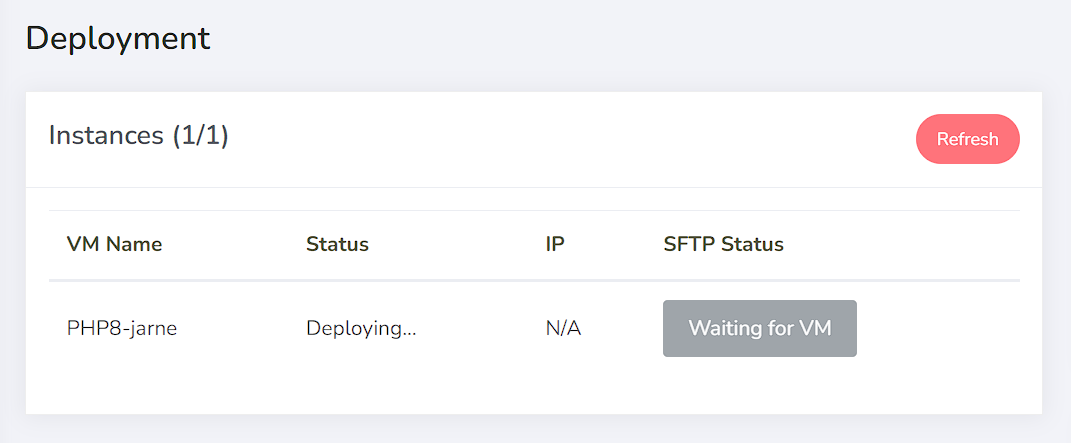 Deployment
Instances (1/1)
Refresh
VM Name Status IP SFTP Status
PHP8-jarne Deploying... N/A Waiting for VM